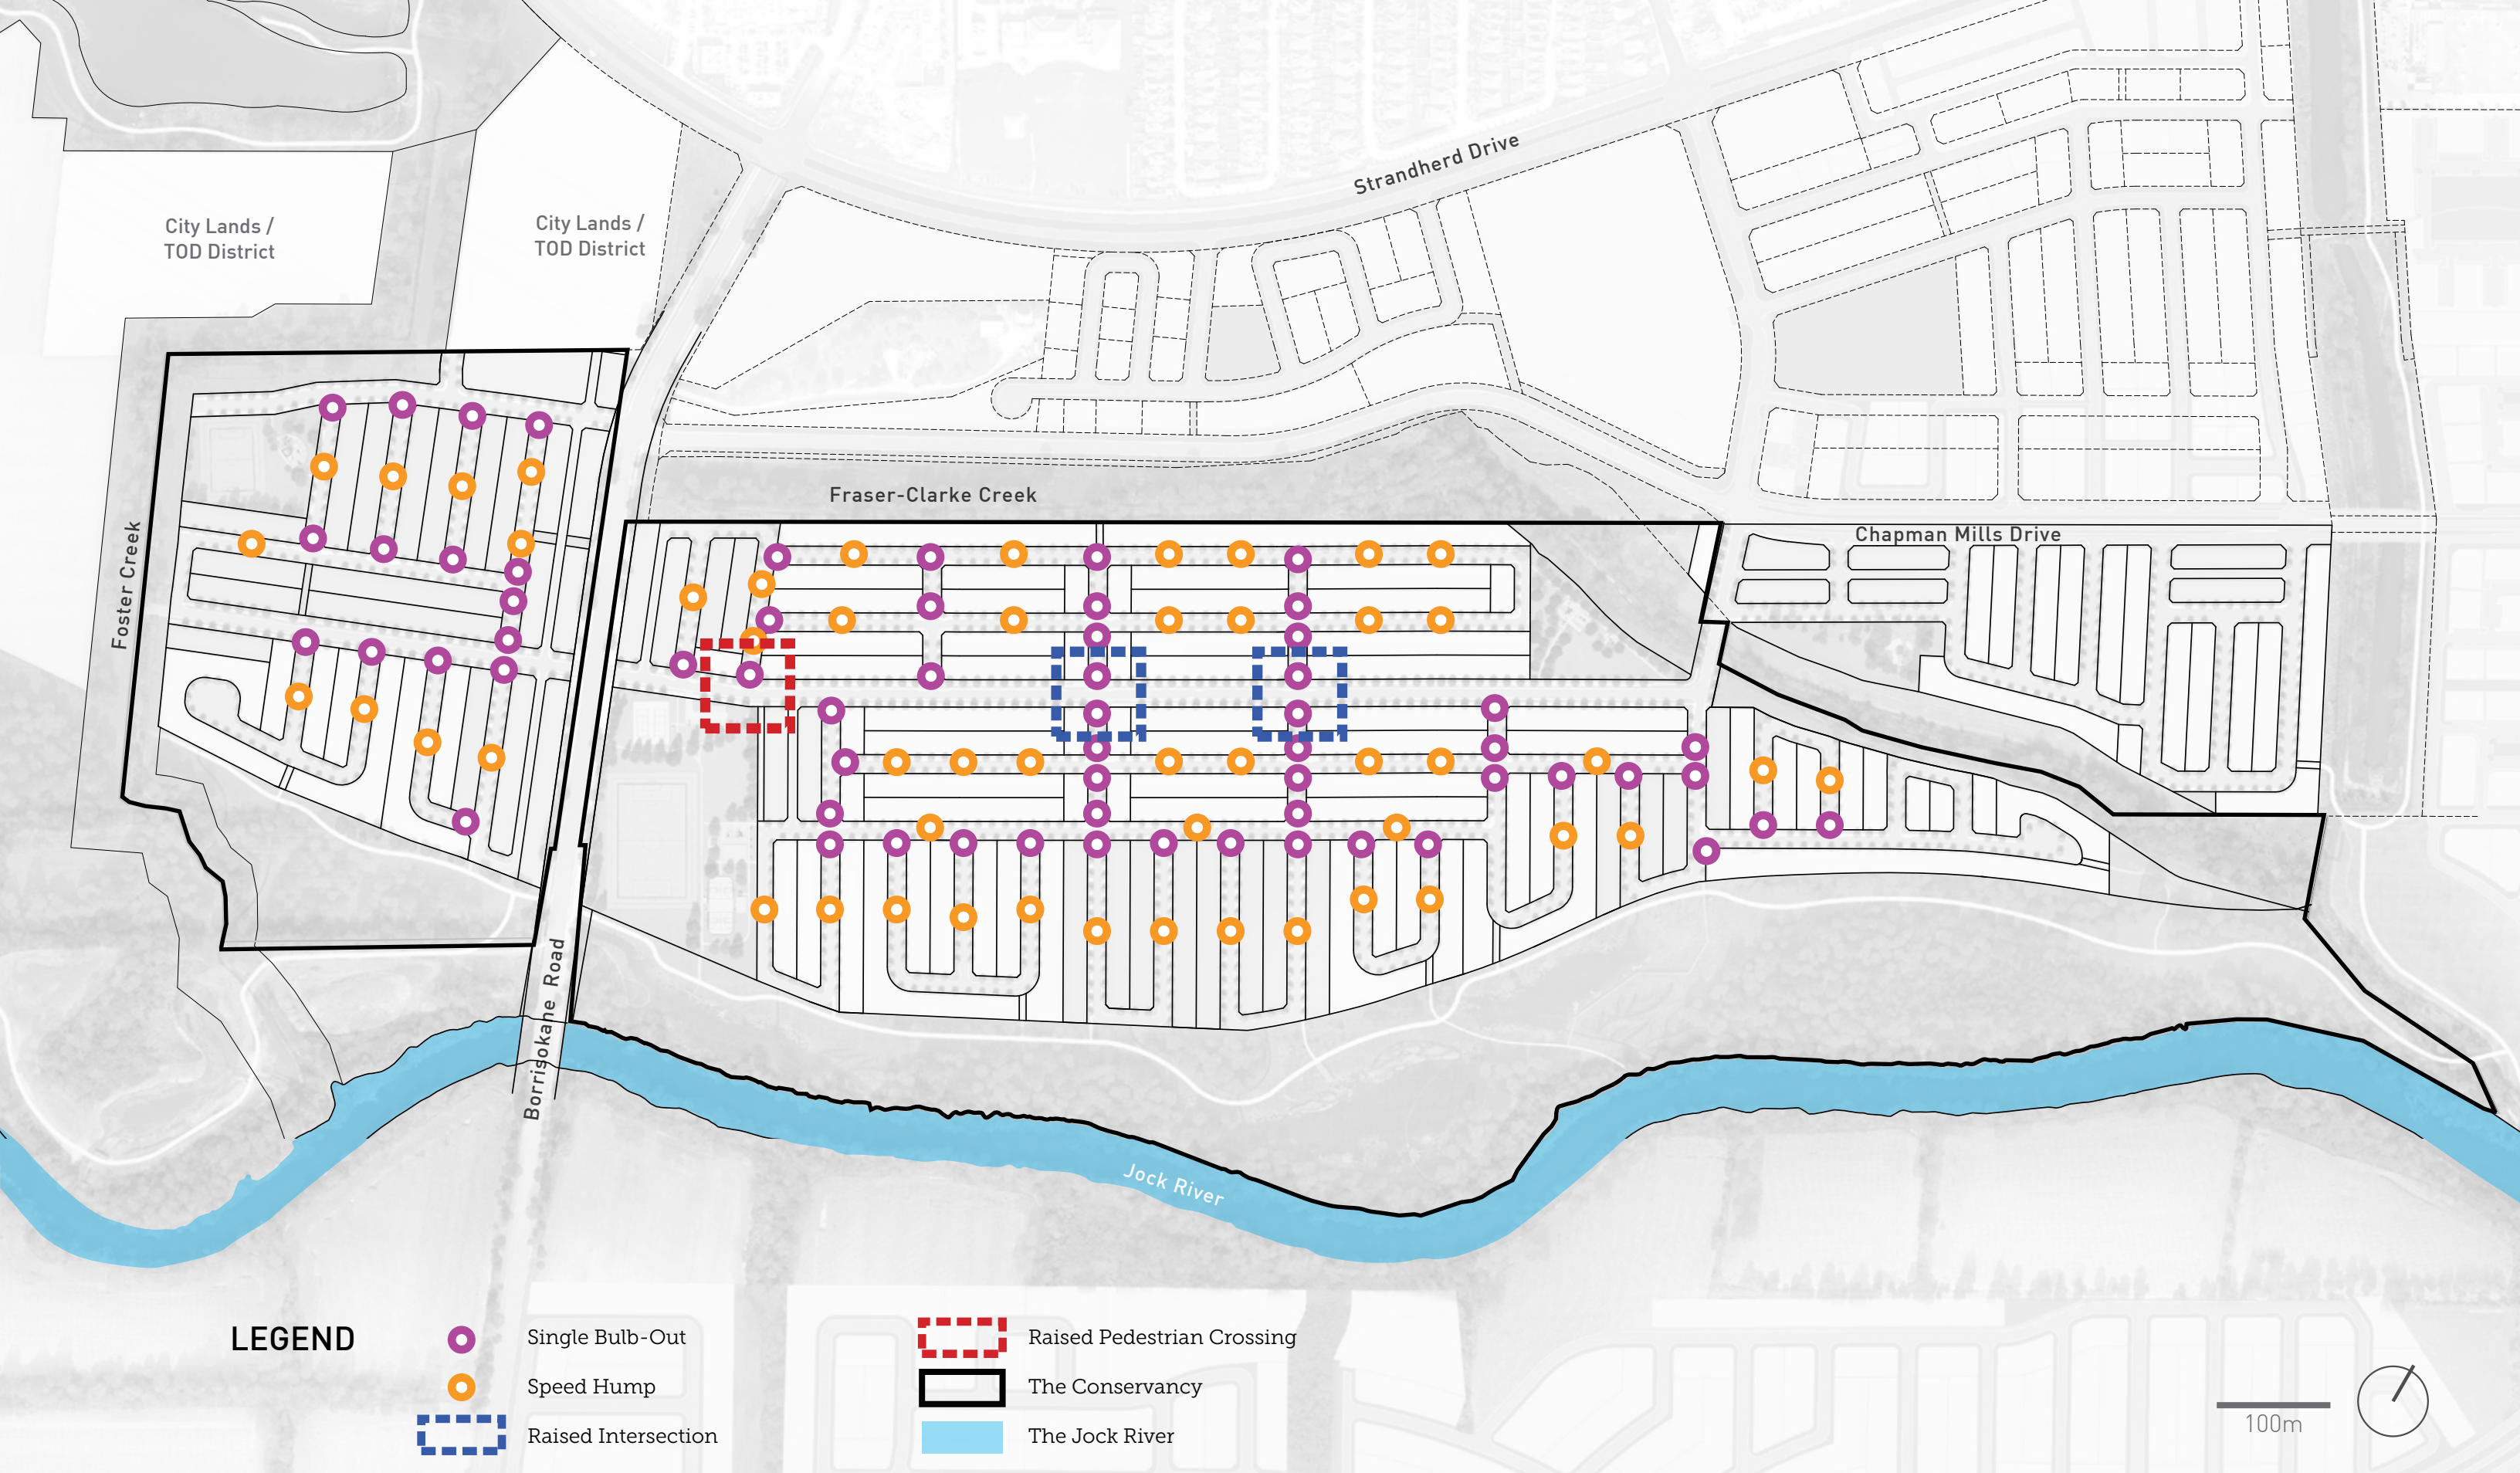 Strandherd Drive
City Lands /
TOD District
City Lands /
TOD District
Fraser-Clarke Creek
Chapman Mills Drive
Foster Creek
Borrisokane Road
Jock River
LEGEND
Single Bulb-Out
Speed Hump
Raised Intersection
Raised Pedestrian Crossing
The Conservancy
The Jock River
100m